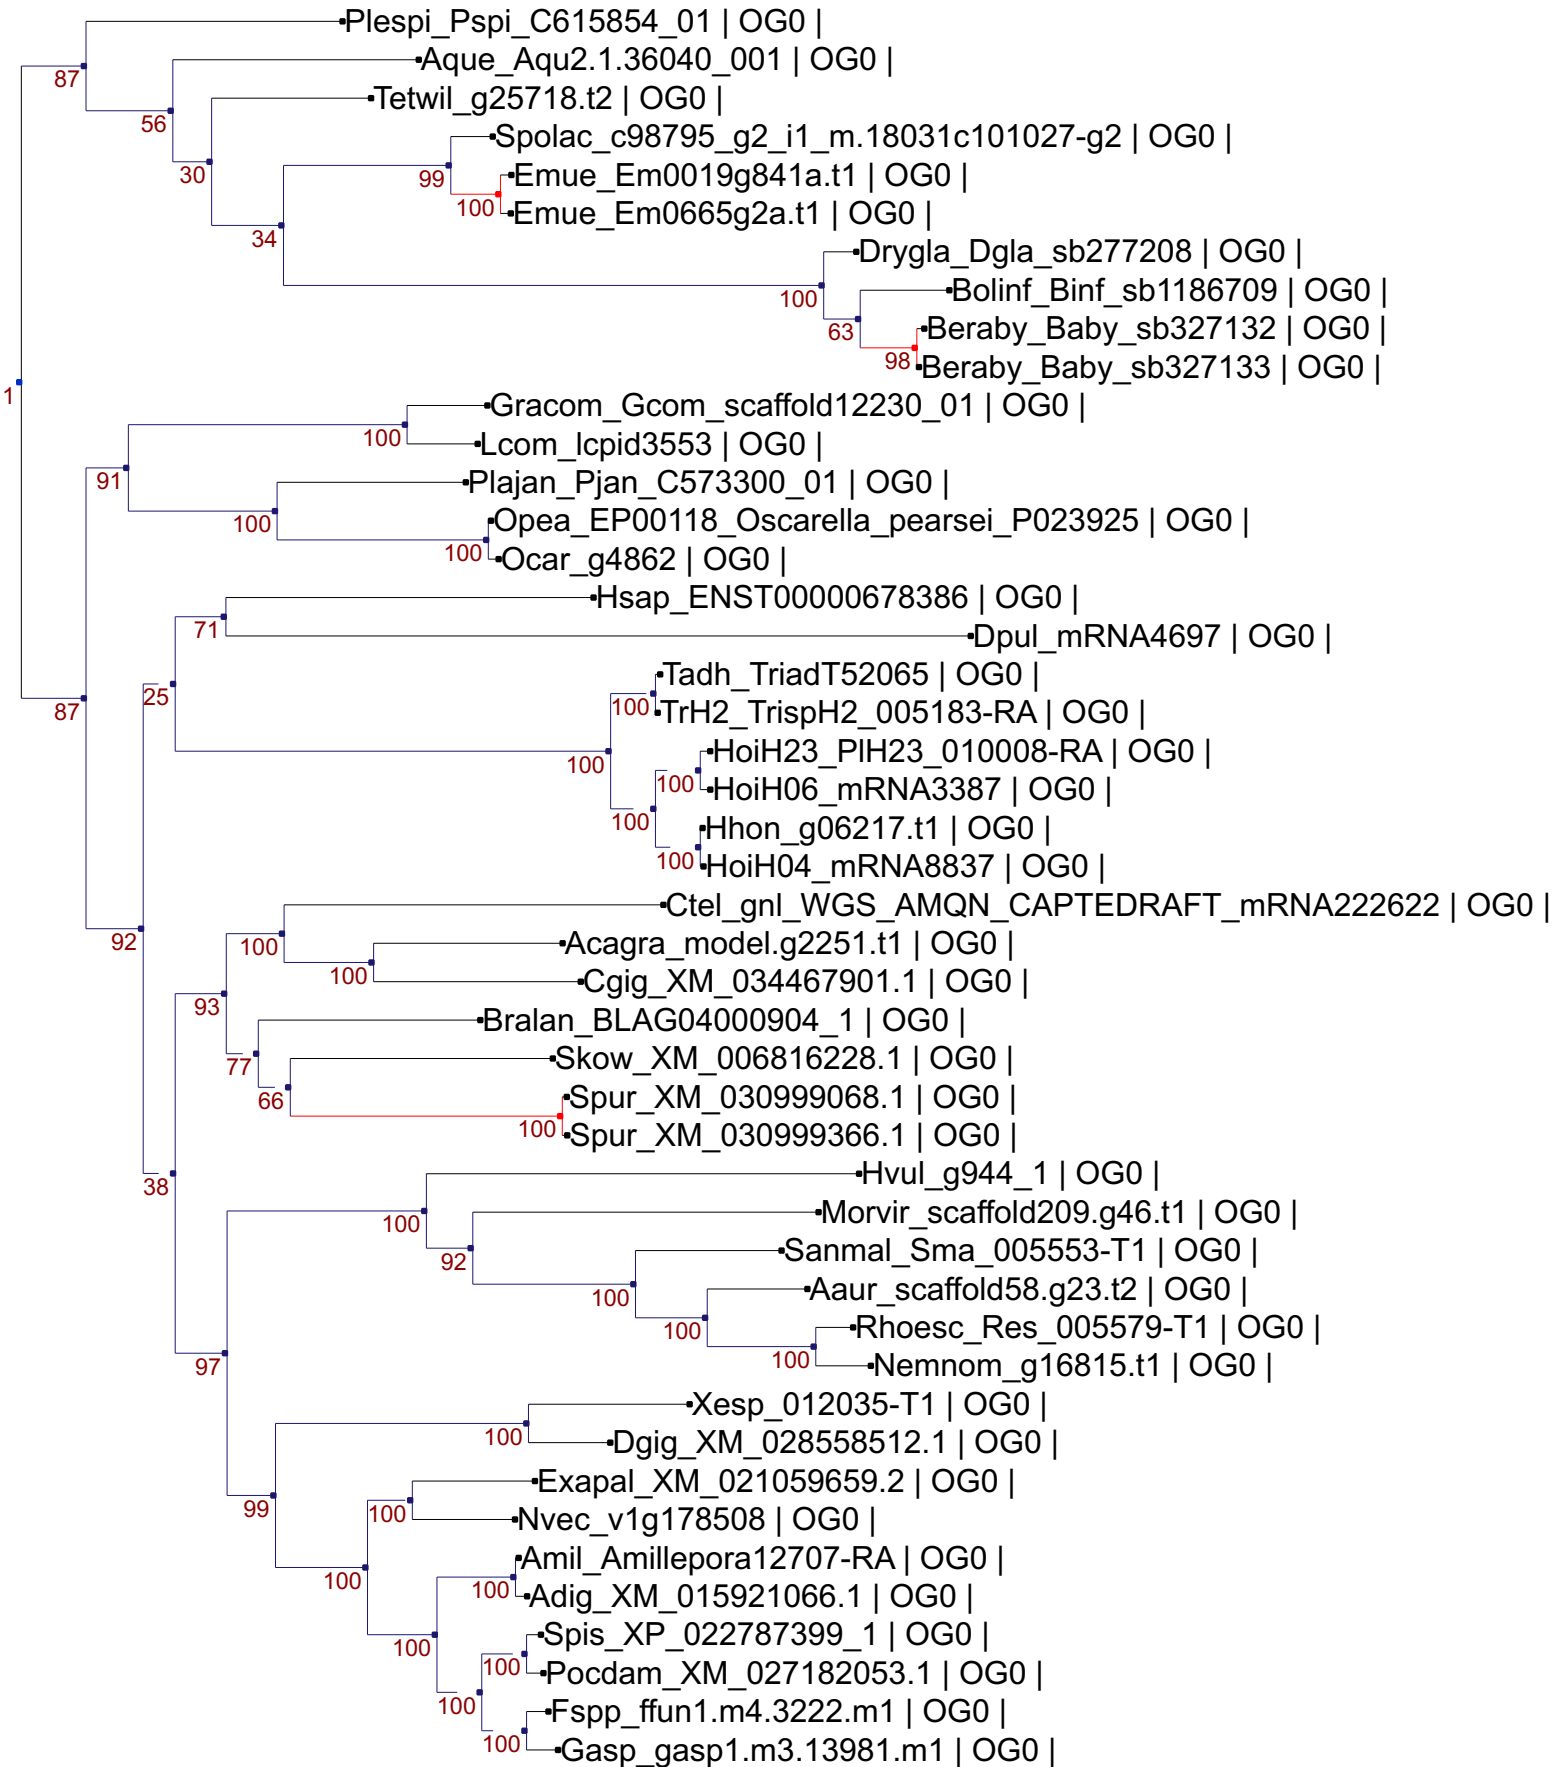 Plespi_Pspi_C615854_01 | OG0 |
87
Aque_Aqu2.1.36040_001 | OG0 |
56
Tetwil_g25718.t2 | OG0 |
30
Spolac_c98795_g2_i1_m.18031c101027-g2 | OG0 |
99
Emue_Em0019g841a.t1 | OG0 |
100
Emue_Em0665g2a.t1 | OG0 |
34
Drygla_Dgla_sb277208 | OG0 |
100
Bolinf_Binf_sb1186709 | OG0 |
63
Beraby_Baby_sb327132 | OG0 |
98
Beraby_Baby_sb327133 | OG0 |
1
Gracom_Gcom_scaffold12230_01 | OG0 |
100
Lcom_lcpid3553 | OG0 |
91
Plajan_Pjan_C573300_01 | OG0 |
100
Opea_EP00118_Oscarella_pearsei_P023925 | OG0 |
100
Ocar_g4862 | OG0 |
Hsap_ENST00000678386 | OG0 |
71
Dpul_mRNA4697 | OG0 |
25
87
Tadh_TriadT52065 | OG0 |
100
TrH2_TrispH2_005183-RA | OG0 |
100
HoiH23_PlH23_010008-RA | OG0 |
100
HoiH06_mRNA3387 | OG0 |
100
Hhon_g06217.t1 | OG0 |
100
HoiH04_mRNA8837 | OG0 |
92
Ctel_gnl_WGS_AMQN_CAPTEDRAFT_mRNA222622 | OG0 |
100
Acagra_model.g2251.t1 | OG0 |
100
Cgig_XM_034467901.1 | OG0 |
93
Bralan_BLAG04000904_1 | OG0 |
77
Skow_XM_006816228.1 | OG0 |
66
Spur_XM_030999068.1 | OG0 |
100
Spur_XM_030999366.1 | OG0 |
38
Hvul_g944_1 | OG0 |
100
Morvir_scaffold209.g46.t1 | OG0 |
92
Sanmal_Sma_005553-T1 | OG0 |
100
Aaur_scaffold58.g23.t2 | OG0 |
100
Rhoesc_Res_005579-T1 | OG0 |
100
Nemnom_g16815.t1 | OG0 |
97
Xesp_012035-T1 | OG0 |
100
Dgig_XM_028558512.1 | OG0 |
99
Exapal_XM_021059659.2 | OG0 |
100
Nvec_v1g178508 | OG0 |
100
Amil_Amillepora12707-RA | OG0 |
100
Adig_XM_015921066.1 | OG0 |
100
Spis_XP_022787399_1 | OG0 |
100
Pocdam_XM_027182053.1 | OG0 |
100
Fspp_ffun1.m4.3222.m1 | OG0 |
100
Gasp_gasp1.m3.13981.m1 | OG0 |